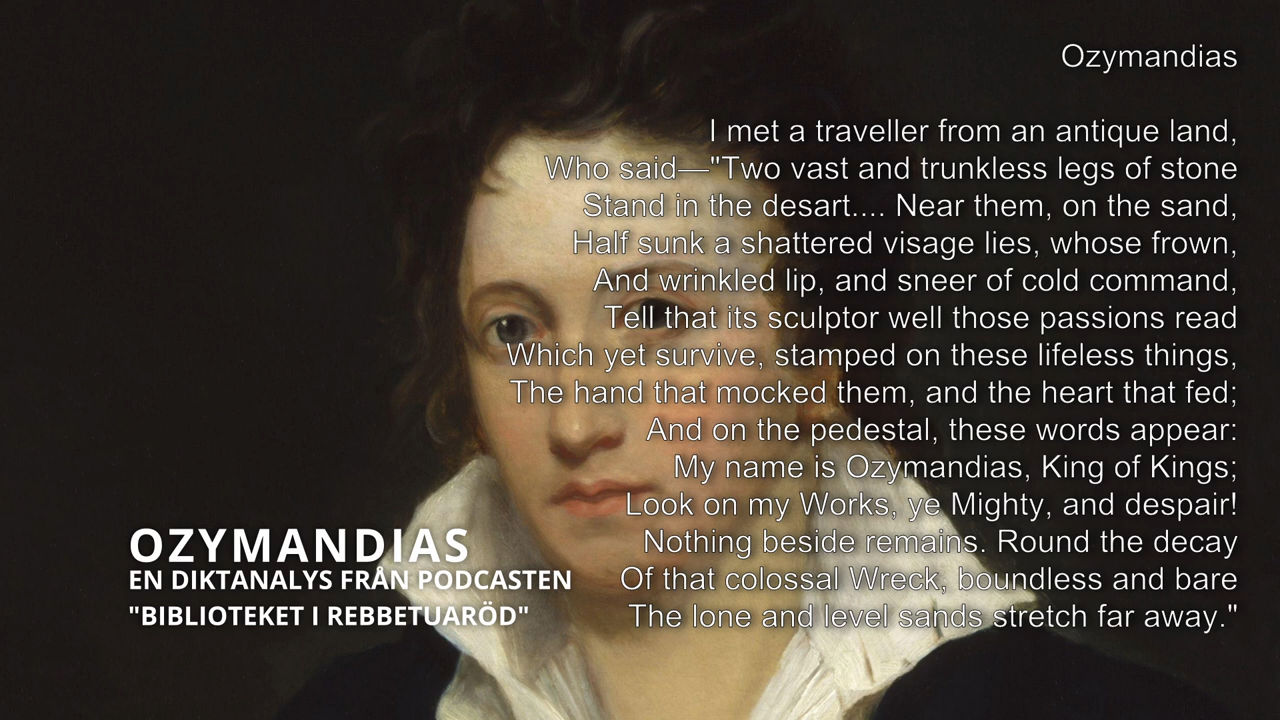 Ozymandias
I met a traveller from an antique land,
Who said—"Two vast and trunkless legs of stone
Stand in the desart.... Near them, on the sand,
Half sunk a shattered visage lies, whose frown,
And wrinkled lip, and sneer of cold command,
Tell that its sculptor well those passions read
Which yet survive, stamped on these lifeless things,
The hand that mocked them, and the heart that fed;
And on the pedestal, these words appear:
My name is Ozymandias, King of Kings;
Look on my Works, ye Mighty, and despair!
Nothing beside remains. Round the decay
Of that colossal Wreck, boundless and bare
The lone and level sands stretch far away."
OZYMANDIAS
EN DIKTANALYS FRÅN PODCASTEN
"BIBLIOTEKET I REBBETUARÖD"